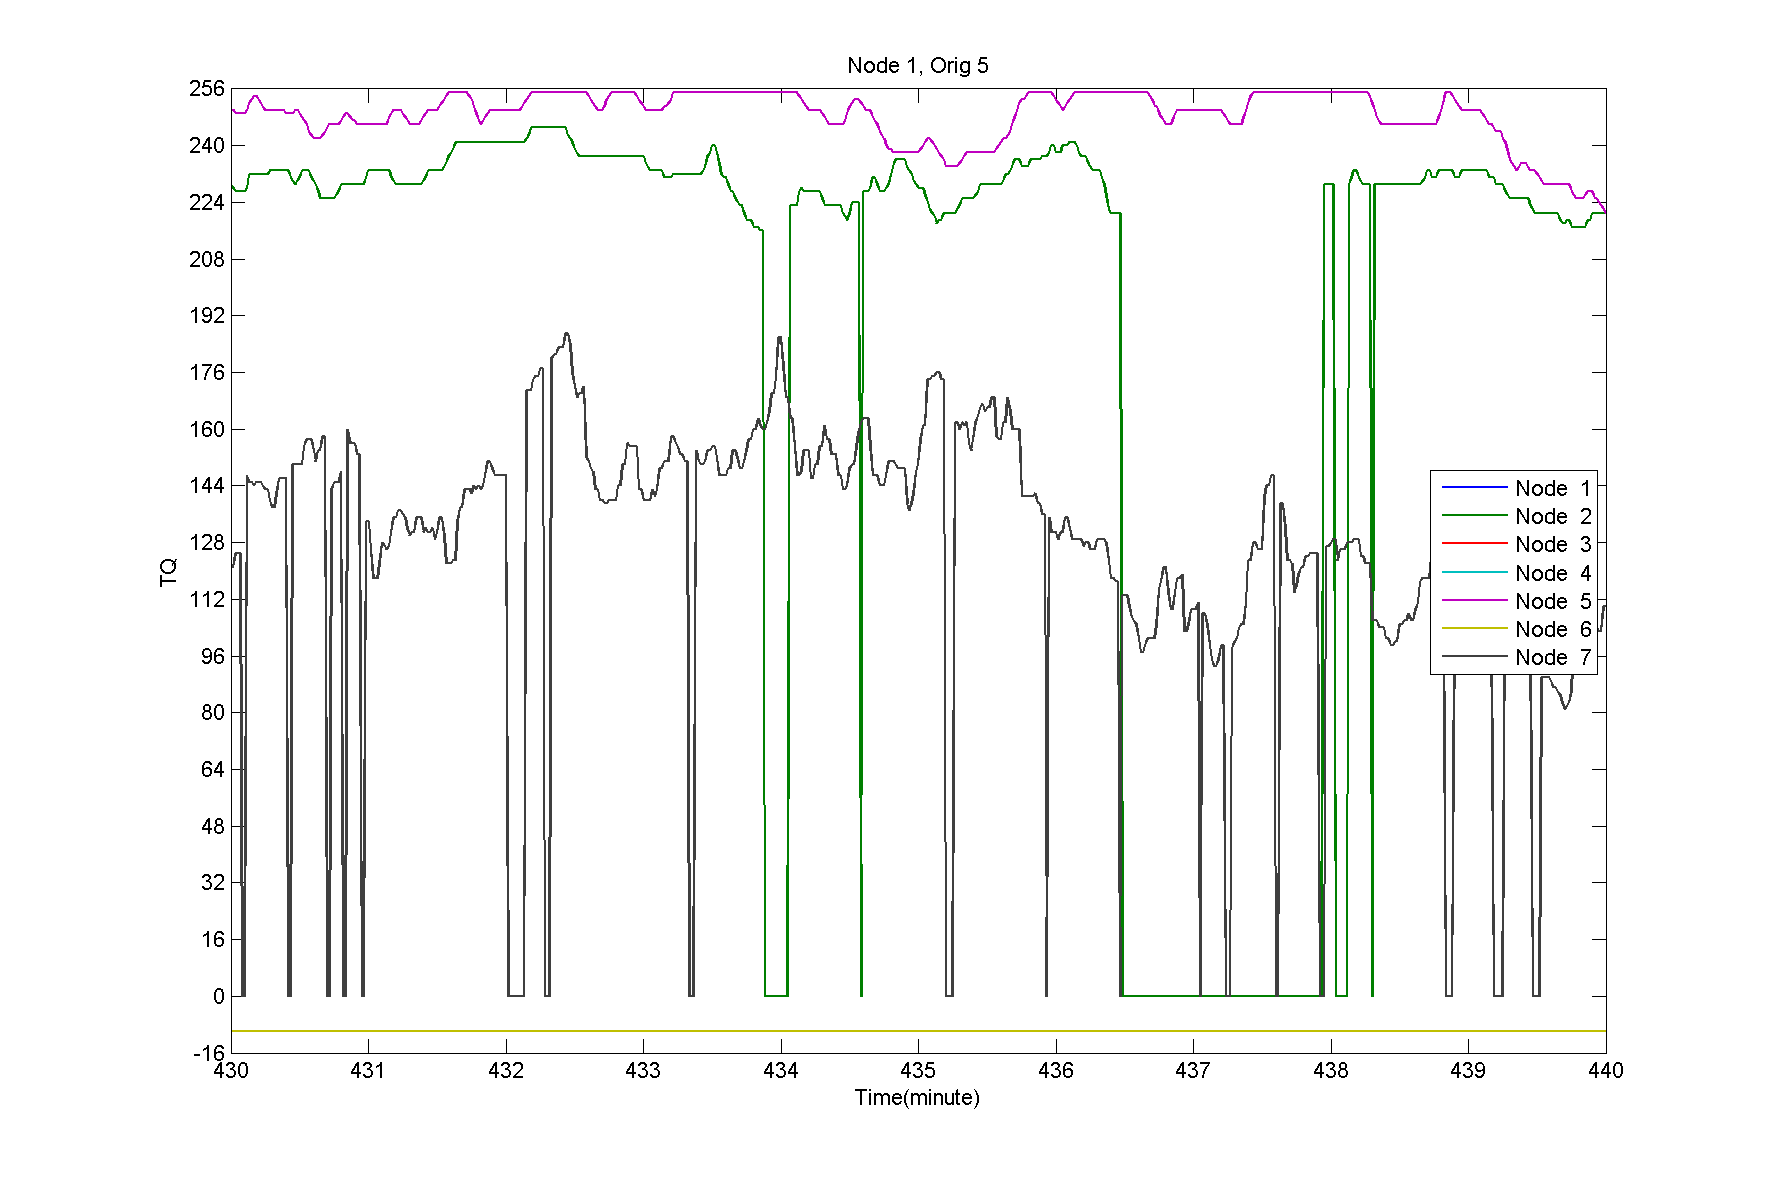 Node 1, Orig 5
256
240
224
208
192
176
160
144
128
112
96
80
64
48
32
16
0
-16
TQ
Node 1
Node 2
Node 3
Node 4
Node 5
Node 6
Node 7
430 431 432 433 434 435 436 437 438 439 440
Time(minute)